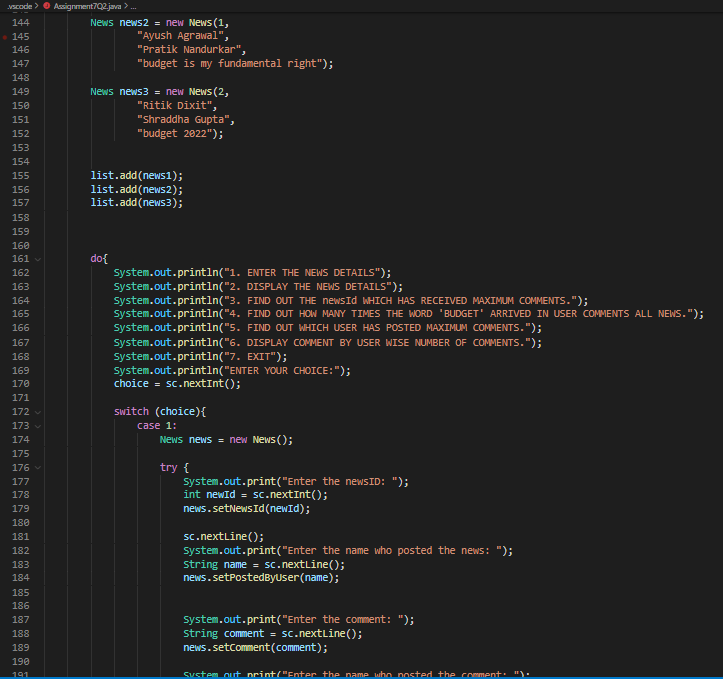 .vscode > Assignment7Q2.java > ...
144 News news2 = new News(1,
145 "Ayush Agrawal",
146 "Pratik Nandurkar",
147 "budget is my fundamental right");
148
149 News news3 = new News(2,
150 "Ritik Dixit",
151 "Shraddha Gupta",
152 "budget 2022");
153
154
155 list.add(news1);
156 list.add(news2);
157 list.add(news3);
158
159
160
161 do{
162 System.out.println("1. ENTER THE NEWS DETAILS");
163 System.out.println("2. DISPLAY THE NEWS DETAILS");
164 System.out.println("3. FIND OUT THE newsId WHICH HAS RECEIVED MAXIMUM COMMENTS.");
165 System.out.println("4. FIND OUT HOW MANY TIMES THE WORD 'BUDGET' ARRIVED IN USER COMMENTS ALL NEWS.");
166 System.out.println("5. FIND OUT WHICH USER HAS POSTED MAXIMUM COMMENTS.");
167 System.out.println("6. DISPLAY COMMENT BY USER WISE NUMBER OF COMMENTS.");
168 System.out.println("7. EXIT");
169 System.out.println("ENTER YOUR CHOICE:");
170 choice = sc.nextInt();
171
172 switch (choice){
173 case 1:
174 News news = new News();
175
176 try {
177 System.out.print("Enter the newsID: ");
178 int newId = sc.nextInt();
179 news.setNewsId(newId);
180
181 sc.nextLine();
182 System.out.print("Enter the name who posted the news: ");
183 String name = sc.nextLine();
184 news.setPostedByUser(name);
185
186
187 System.out.print("Enter the comment: ");
188 String comment = sc.nextLine();
189 news.setComment(comment);
190
191 System.out.print("Enter the name who posted the comment: ");